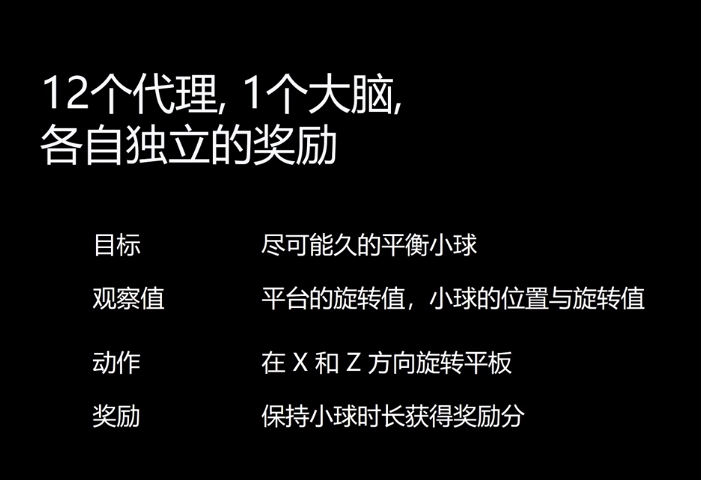 12个代理, 1个大脑,
各自独立的奖励
目标 尽可能久的平衡小球
观察值 平台的旋转值，小球的位置与旋转值
动作 在 X 和 Z 方向旋转平板
奖励 保持小球时长获得奖励分